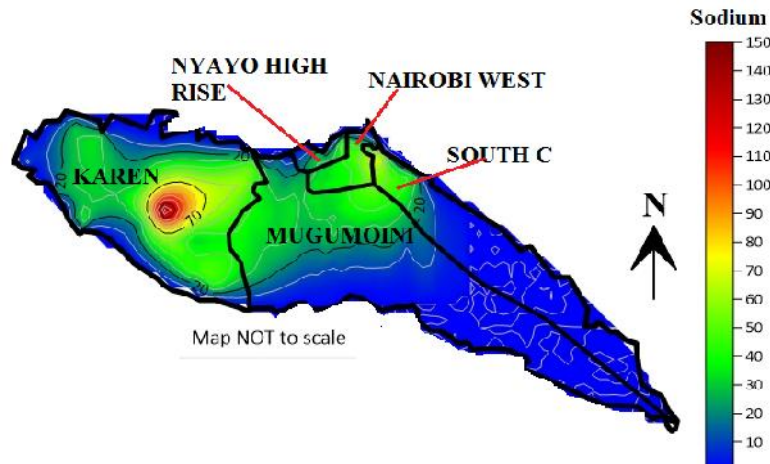 Sodium
NYAYO HIGH
RISE
NAIROBI WEST
SOUTH C
KAREN
MUGUMOINI
20
70
20
20
20
N
Map NOT to scale
150
140
130
120
110
100
90
80
70
60
50
40
30
20
10